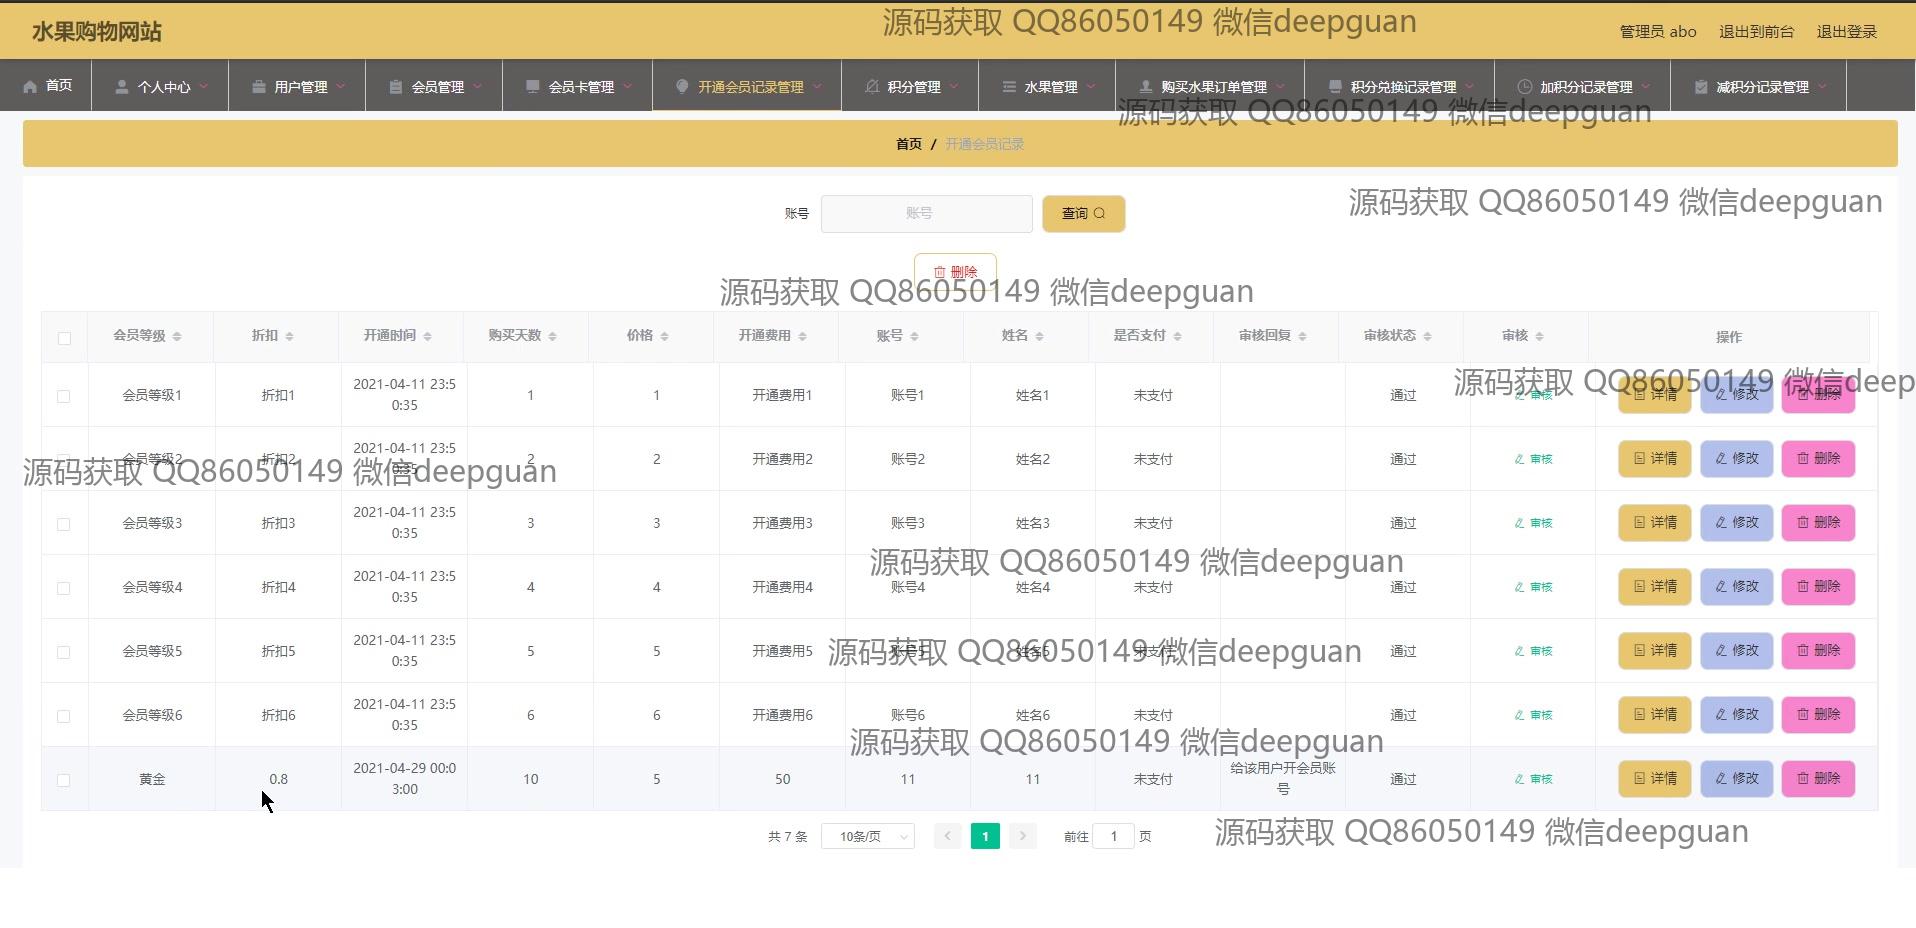 水果购物网站
源码获取 QQ86050149 微信deepguan
管理员 abo 退出到前台 退出登录
首页 个人中心 用户管理 会员管理 会员卡管理 开通会员记录管理 积分管理 水果管理 购买水果订单管理 积分兑换记录管理 加积分记录管理 减积分记录管理
源码获取 QQ86050149 微信deepguan
首页 / 开通会员记录
源码获取 QQ86050149 微信deepguan
账号 账号 查询
删除
源码获取 QQ86050149 微信deepguan
会员等级 折扣 开通时间 购买天数 价格 开通费用 账号 姓名 是否支付 审核回复 审核状态 审核 操作
会员等级1 折扣1 2021-04-11 23:5
0:35 1 1 开通费用1 账号1 姓名1 未支付 通过 审核 详情 修改 删除
源码获取 QQ86050149 微信deep
会员等级2 折扣2 2021-04-11 23:5
0:35 2 2 开通费用2 账号2 姓名2 未支付 通过 审核 详情 修改 删除
源码获取 QQ86050149 微信deepguan
会员等级3 折扣3 2021-04-11 23:5
0:35 3 3 开通费用3 账号3 姓名3 未支付 通过 审核 详情 修改 删除
源码获取 QQ86050149 微信deepguan
会员等级4 折扣4 2021-04-11 23:5
0:35 4 4 开通费用4 账号4 姓名4 未支付 通过 审核 详情 修改 删除
会员等级5 折扣5 2021-04-11 23:5
0:35 5 5 开通费用5 账号5 姓名5 未支付 通过 审核 详情 修改 删除
源码获取 QQ86050149 微信deepguan
会员等级6 折扣6 2021-04-11 23:5
0:35 6 6 开通费用6 账号6 姓名6 未支付 通过 审核 详情 修改 删除
源码获取 QQ86050149 微信deepguan
黄金 0.8 2021-04-29 00:0
3:00 10 5 50 11 11 未支付 给该用户开会员账
号 通过 审核 详情 修改 删除
共 7 条 10条/页 1 前往 1 页
源码获取 QQ86050149 微信deepguan